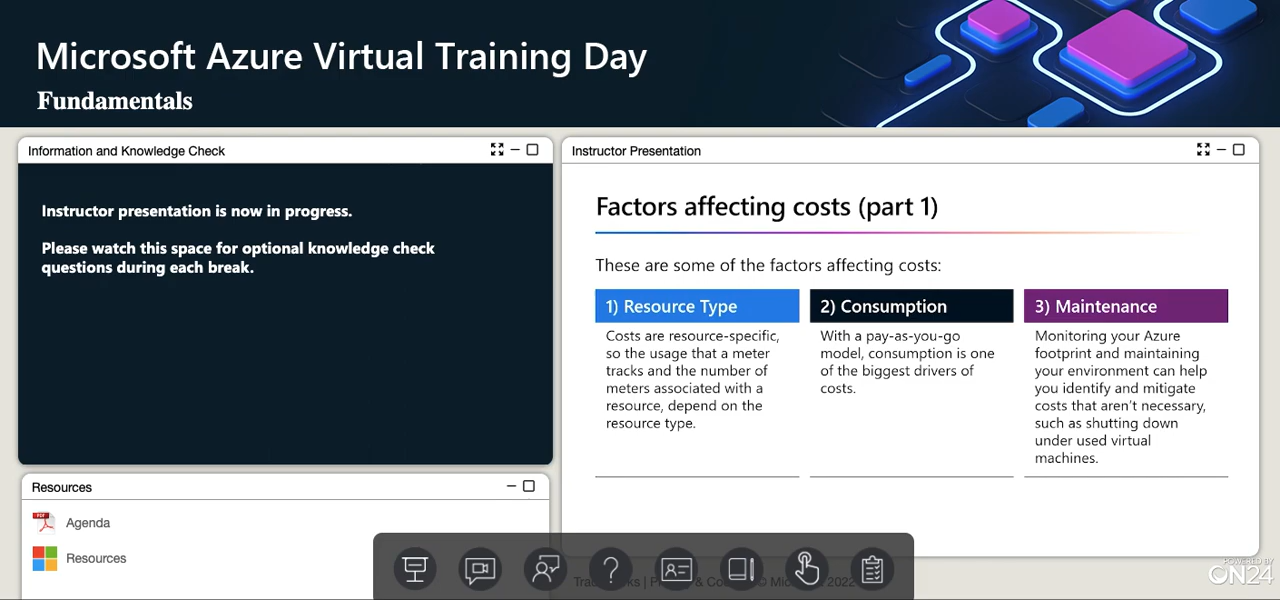 Microsoft Azure Virtual Training Day
Fundamentals
Information and Knowledge Check
Instructor presentation is now in progress.
Please watch this space for optional knowledge check
questions during each break.
Resources
PDF
Agenda
Resources
Instructor Presentation
Factors affecting costs (part 1)
These are some of the factors affecting costs:
1) Resource Type
Costs are resource-specific,
so the usage that a meter
tracks and the number of
meters associated with a
resource, depend on the
resource type.
2) Consumption
With a pay-as-you-go
model, consumption is one
of the biggest drivers of
costs.
3) Maintenance
Monitoring your Azure
footprint and maintaining
your environment can help
you identify and mitigate
costs that aren't necessary,
such as shutting down
under used virtual
machines.
2022
POWERED BY
ON24